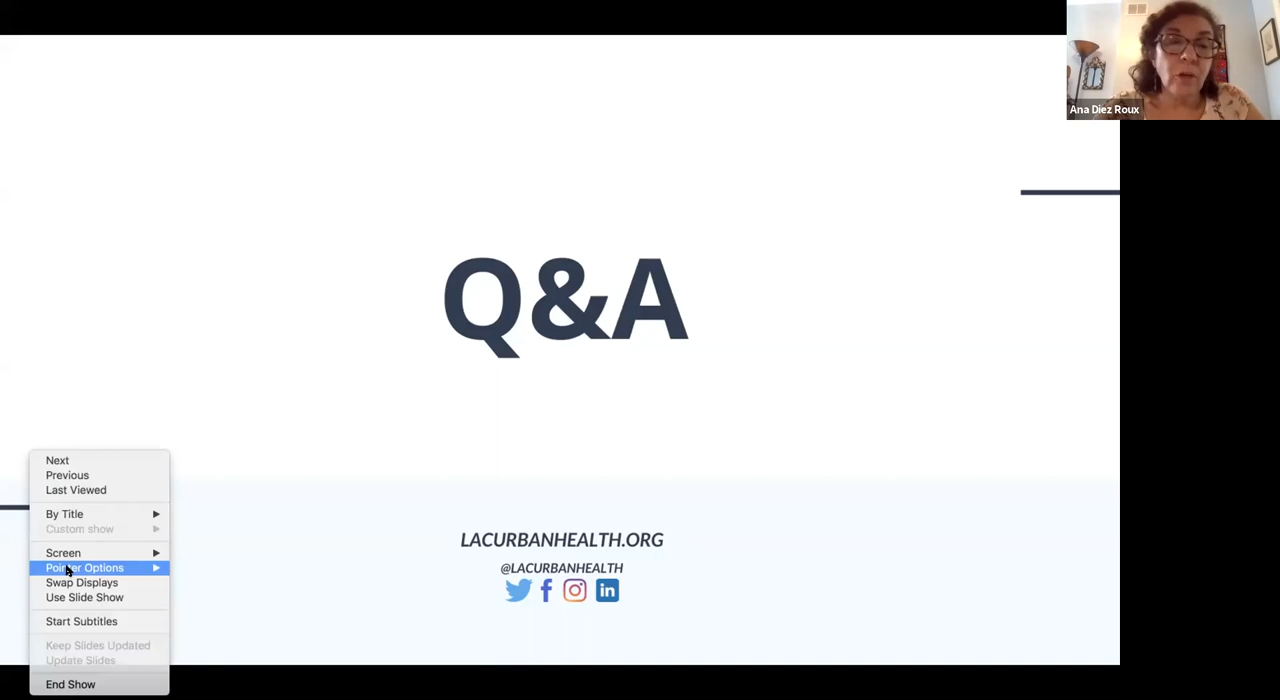 Ana Diez Roux
Q&A
Next
Previous
Last Viewed
By Title
Custom show
Screen
Pointer Options
Swap Displays
Use Slide Show
Start Subtitles
Keep Slides Updated
Update Slides
End Show
LACURBANHEALTH.ORG
@LACURBANHEALTH